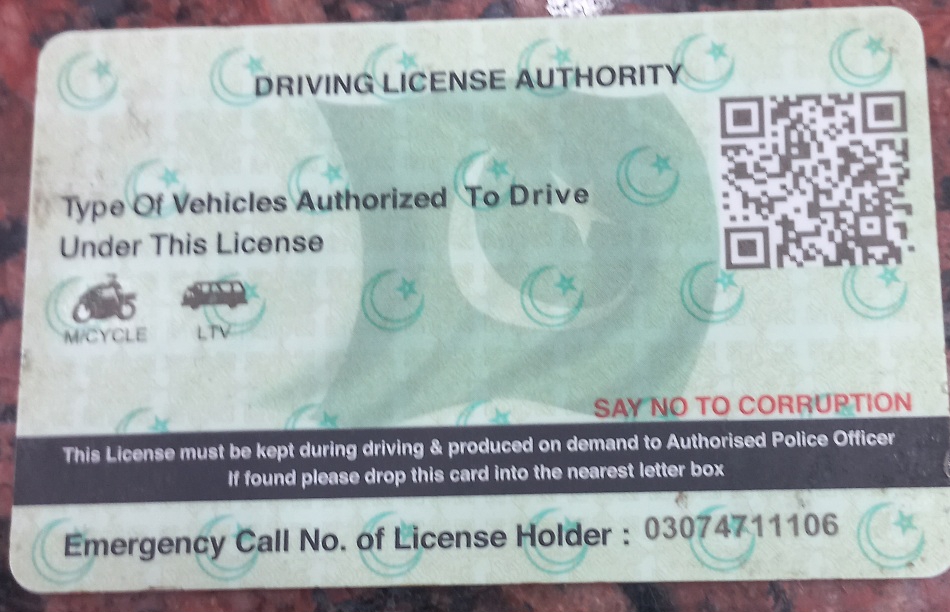 DRIVING LICENSE AUTHORITY
Type Of Vehicles Authorized To Drive
Under This License
M/CYCLE LTV
SAY NO TO CORRUPTION
This License must be kept during driving & produced on demand to Authorised Police Officer
If found please drop this card into the nearest letter box
Emergency Call No. of License Holder : 03074711106